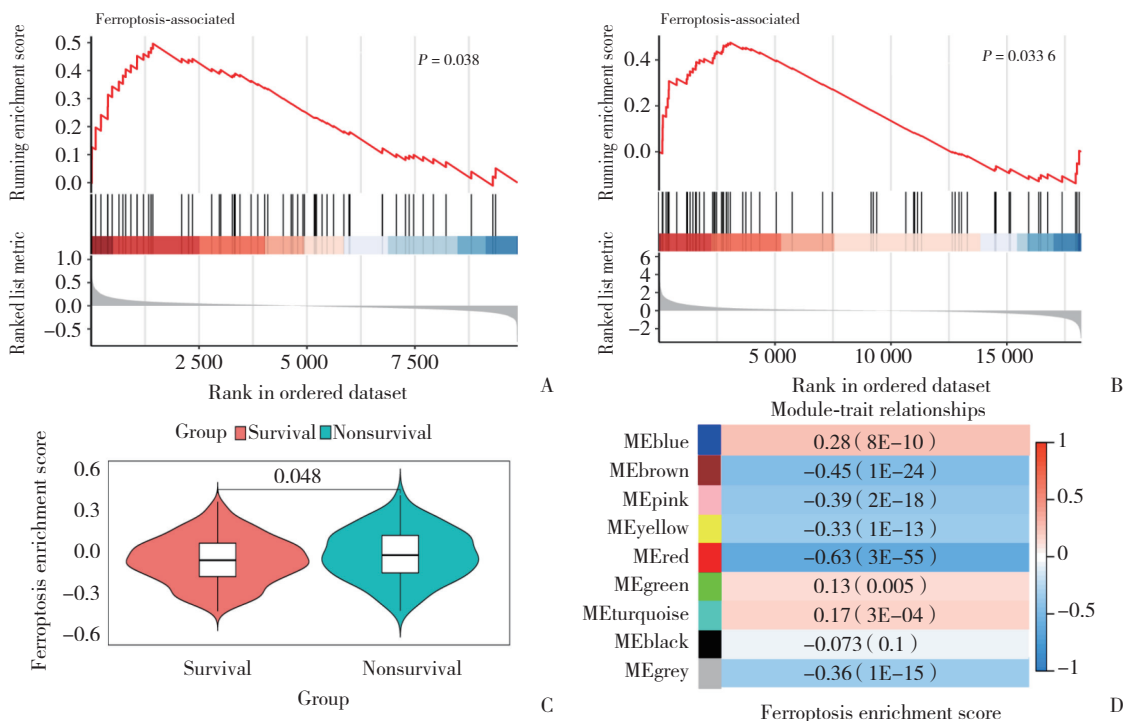 Ferroptosis-associated
Running enrichment score
0.5
0.4
0.3
0.2
0.1
0.0
P = 0.038
Ranked list metric
1.0
0.5
0.0
−0.5
2 500 5 000 7 500
Rank in ordered dataset
A
Ferroptosis-associated
Running enrichment score
0.4
0.2
0.0
P = 0.033 6
Ranked list metric
6
4
2
0
−2
5 000 10 000 15 000
Rank in ordered dataset
B
Group Survival Nonsurvival
Ferroptosis enrichment score
0.6
0.3
0.0
−0.3
−0.6
0.048
Survival Nonsurvival
Group
C
Module-trait relationships
MEblue 0.28 ( 8E−10 )
MEbrown −0.45 ( 1E−24 )
MEpink −0.39 ( 2E−18 )
MEyellow −0.33 ( 1E−13 )
MEred −0.63 ( 3E−55 )
MEgreen 0.13 ( 0.005 )
MEturquoise 0.17 ( 3E−04 )
MEblack −0.073 ( 0.1 )
MEgrey −0.36 ( 1E−15 )
1
0.5
0
−0.5
−1
Ferroptosis enrichment score
D